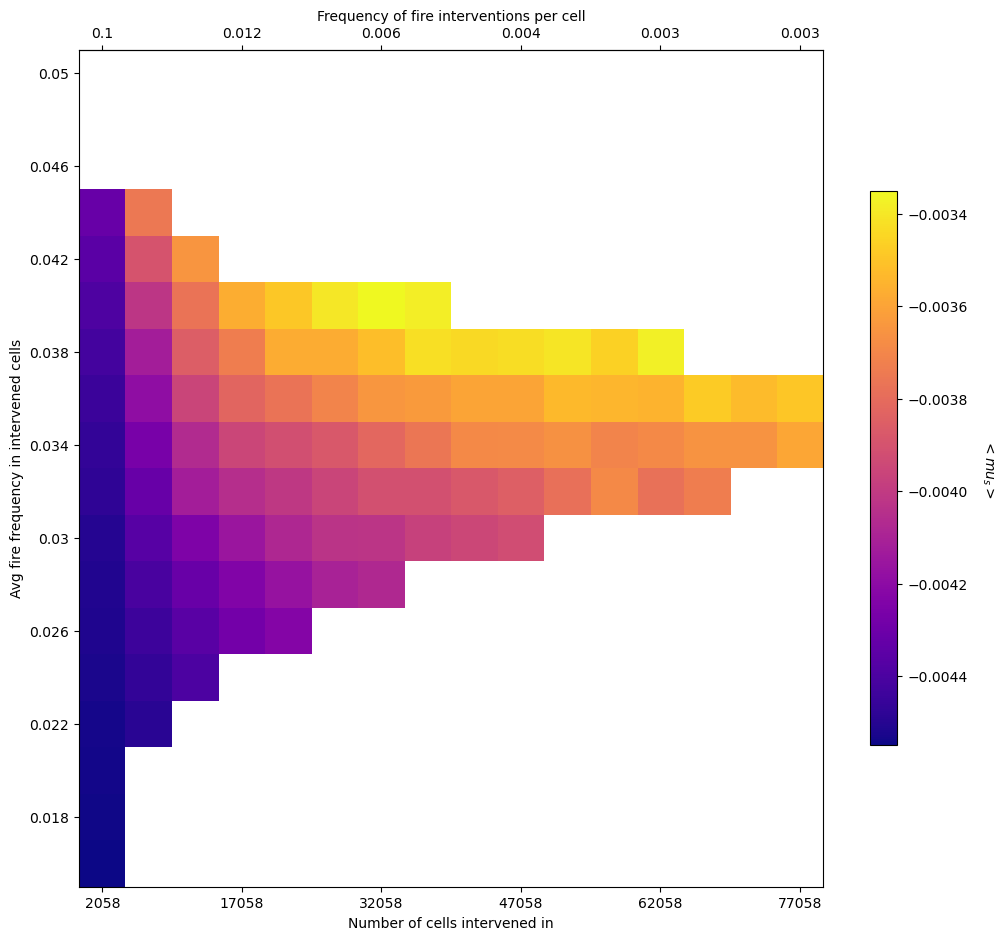 Frequency of fire interventions per cell
0.1 0.012 0.006 0.004 0.003 0.003
0.05
0.046
0.042
0.038
0.034
0.03
0.026
0.022
0.018
Avg fire frequency in intervened cells
2058 17058 32058 47058 62058 77058
Number of cells intervened in
−0.0034
−0.0036
−0.0038
−0.0040
−0.0042
−0.0044
< mu_s >